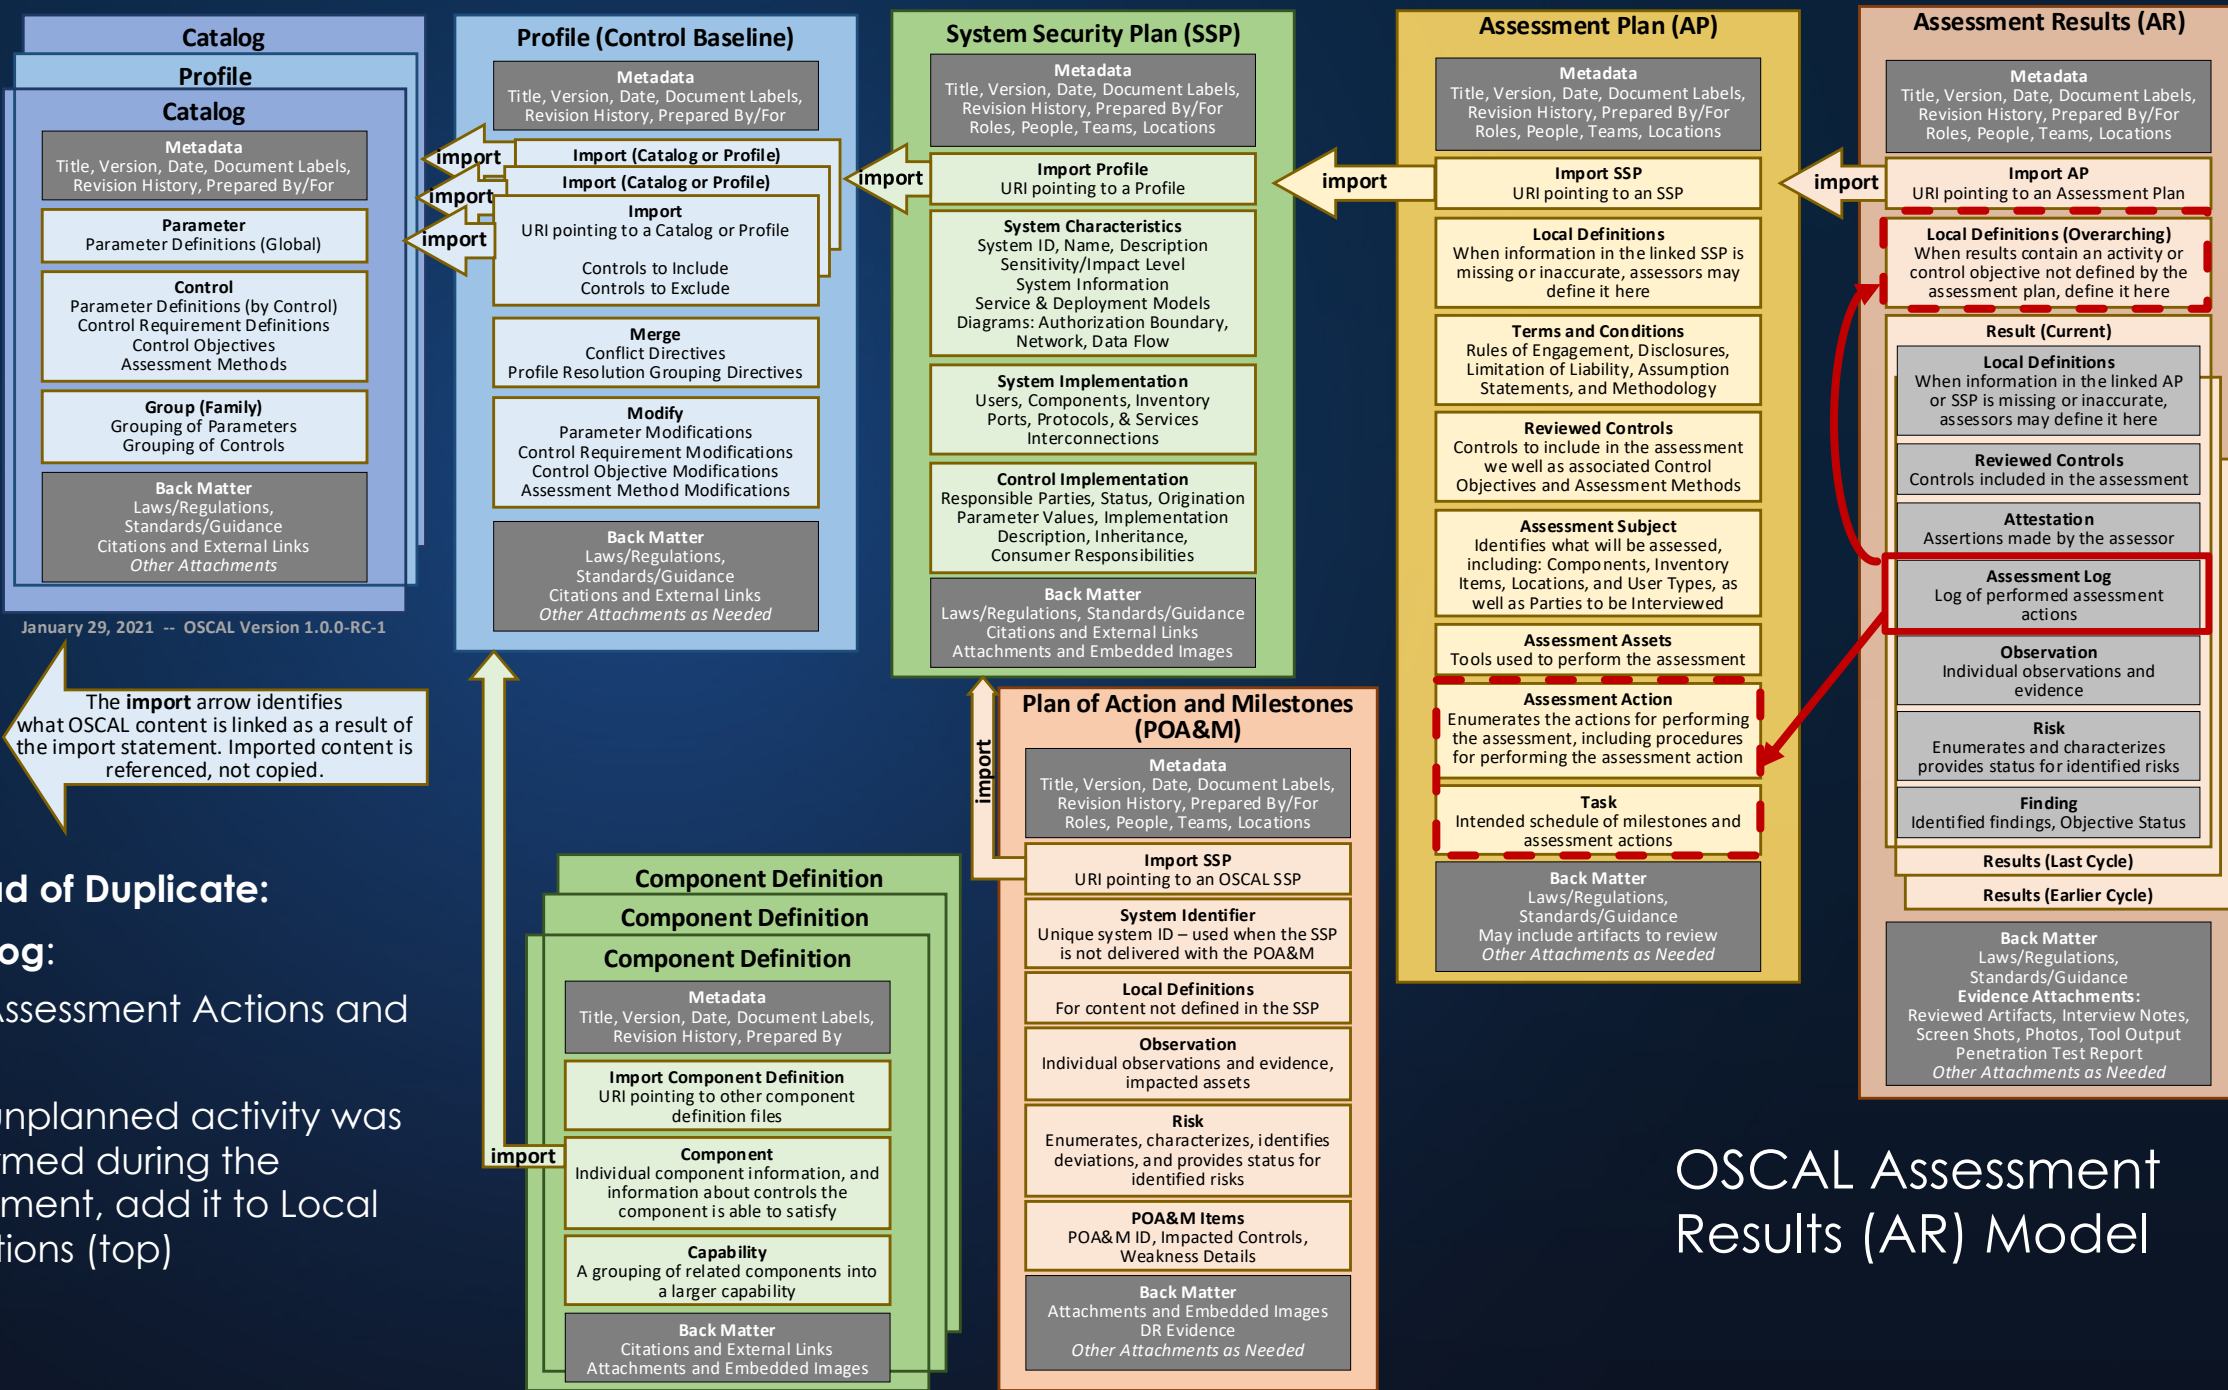 Catalog
Profile
Catalog
Metadata
Title, Version, Date, Document Labels,
Revision History, Prepared By/For
Parameter
Parameter Definitions (Global)
Control
Parameter Definitions (by Control)
Control Requirement Definitions
Control Objectives
Assessment Methods
Group (Family)
Grouping of Parameters
Grouping of Controls
Back Matter
Laws/Regulations,
Standards/Guidance
Citations and External Links
Other Attachments
January 29, 2021 -- OSCAL Version 1.0.0-RC-1
The import arrow identifies
what OSCAL content is linked as a result of
the import statement. Imported content is
referenced, not copied.
of Duplicate:
Assessment Actions and
unplanned activity was
during the
add it to Local
(top)
Profile (Control Baseline)
Metadata
Title, Version, Date, Document Labels,
Revision History, Prepared By/For
import
Import (Catalog or Profile)
import
Import (Catalog or Profile)
import
Import
URI pointing to a Catalog or Profile
Controls to Include
Controls to Exclude
Merge
Conflict Directives
Profile Resolution Grouping Directives
Modify
Parameter Modifications
Control Requirement Modifications
Control Objective Modifications
Assessment Method Modifications
Back Matter
Laws/Regulations,
Standards/Guidance
Citations and External Links
Other Attachments as Needed
Component Definition
Component Definition
Component Definition
Metadata
Title, Version, Date, Document Labels,
Revision History, Prepared By
Import Component Definition
URI pointing to other component
definition files
import
Component
Individual component information, and
information about controls the
component is able to satisfy
Capability
A grouping of related components into
a larger capability
Back Matter
Citations and External Links
Attachments and Embedded Images
System Security Plan (SSP)
Metadata
Title, Version, Date, Document Labels,
Revision History, Prepared By/For
Roles, People, Teams, Locations
import
Import Profile
URI pointing to a Profile
System Characteristics
System ID, Name, Description
Sensitivity/Impact Level
System Information
Service & Deployment Models
Diagrams: Authorization Boundary,
Network, Data Flow
System Implementation
Users, Components, Inventory
Ports, Protocols, & Services
Interconnections
Control Implementation
Responsible Parties, Status, Origination
Parameter Values, Implementation
Description, Inheritance,
Consumer Responsibilities
Back Matter
Laws/Regulations, Standards/Guidance
Citations and External Links
Attachments and Embedded Images
Plan of Action and Milestones
(POA&M)
Metadata
Title, Version, Date, Document Labels,
Revision History, Prepared By/For
Roles, People, Teams, Locations
import
Import SSP
URI pointing to an OSCAL SSP
System Identifier
Unique system ID – used when the SSP
is not delivered with the POA&M
Local Definitions
For content not defined in the SSP
Observation
Individual observations and evidence,
impacted assets
Risk
Enumerates, characterizes, identifies
deviations, and provides status for
identified risks
POA&M Items
POA&M ID, Impacted Controls,
Weakness Details
Back Matter
Attachments and Embedded Images
DR Evidence
Other Attachments as Needed
Assessment Plan (AP)
Metadata
Title, Version, Date, Document Labels,
Revision History, Prepared By/For
Roles, People, Teams, Locations
import
Import SSP
URI pointing to an SSP
Local Definitions
When information in the linked SSP is
missing or inaccurate, assessors may
define it here
Terms and Conditions
Rules of Engagement, Disclosures,
Limitation of Liability, Assumption
Statements, and Methodology
Reviewed Controls
Controls to include in the assessment
we well as associated Control
Objectives and Assessment Methods
Assessment Subject
Identifies what will be assessed,
including: Components, Inventory
Items, Locations, and User Types, as
well as Parties to be Interviewed
Assessment Assets
Tools used to perform the assessment
Assessment Action
Enumerates the actions for performing
the assessment, including procedures
for performing the assessment action
Task
Intended schedule of milestones and
assessment actions
Back Matter
Laws/Regulations,
Standards/Guidance
May include artifacts to review
Other Attachments as Needed
Assessment Results (AR)
Metadata
Title, Version, Date, Document Labels,
Revision History, Prepared By/For
Roles, People, Teams, Locations
import
Import AP
URI pointing to an Assessment Plan
Local Definitions (Overarching)
When results contain an activity or
control objective not defined by the
assessment plan, define it here
Result (Current)
Local Definitions
When information in the linked AP
or SSP is missing or inaccurate,
assessors may define it here
Reviewed Controls
Controls included in the assessment
Attestation
Assertions made by the assessor
Assessment Log
Log of performed assessment
actions
Observation
Individual observations and
evidence
Risk
Enumerates and characterizes
provides status for identified risks
Finding
Identified findings, Objective Status
Results (Last Cycle)
Results (Earlier Cycle)
Back Matter
Laws/Regulations,
Standards/Guidance
Evidence Attachments:
Reviewed Artifacts, Interview Notes,
Screen Shots, Photos, Tool Output
Penetration Test Report
Other Attachments as Needed
OSCAL Assessment
Results (AR) Model